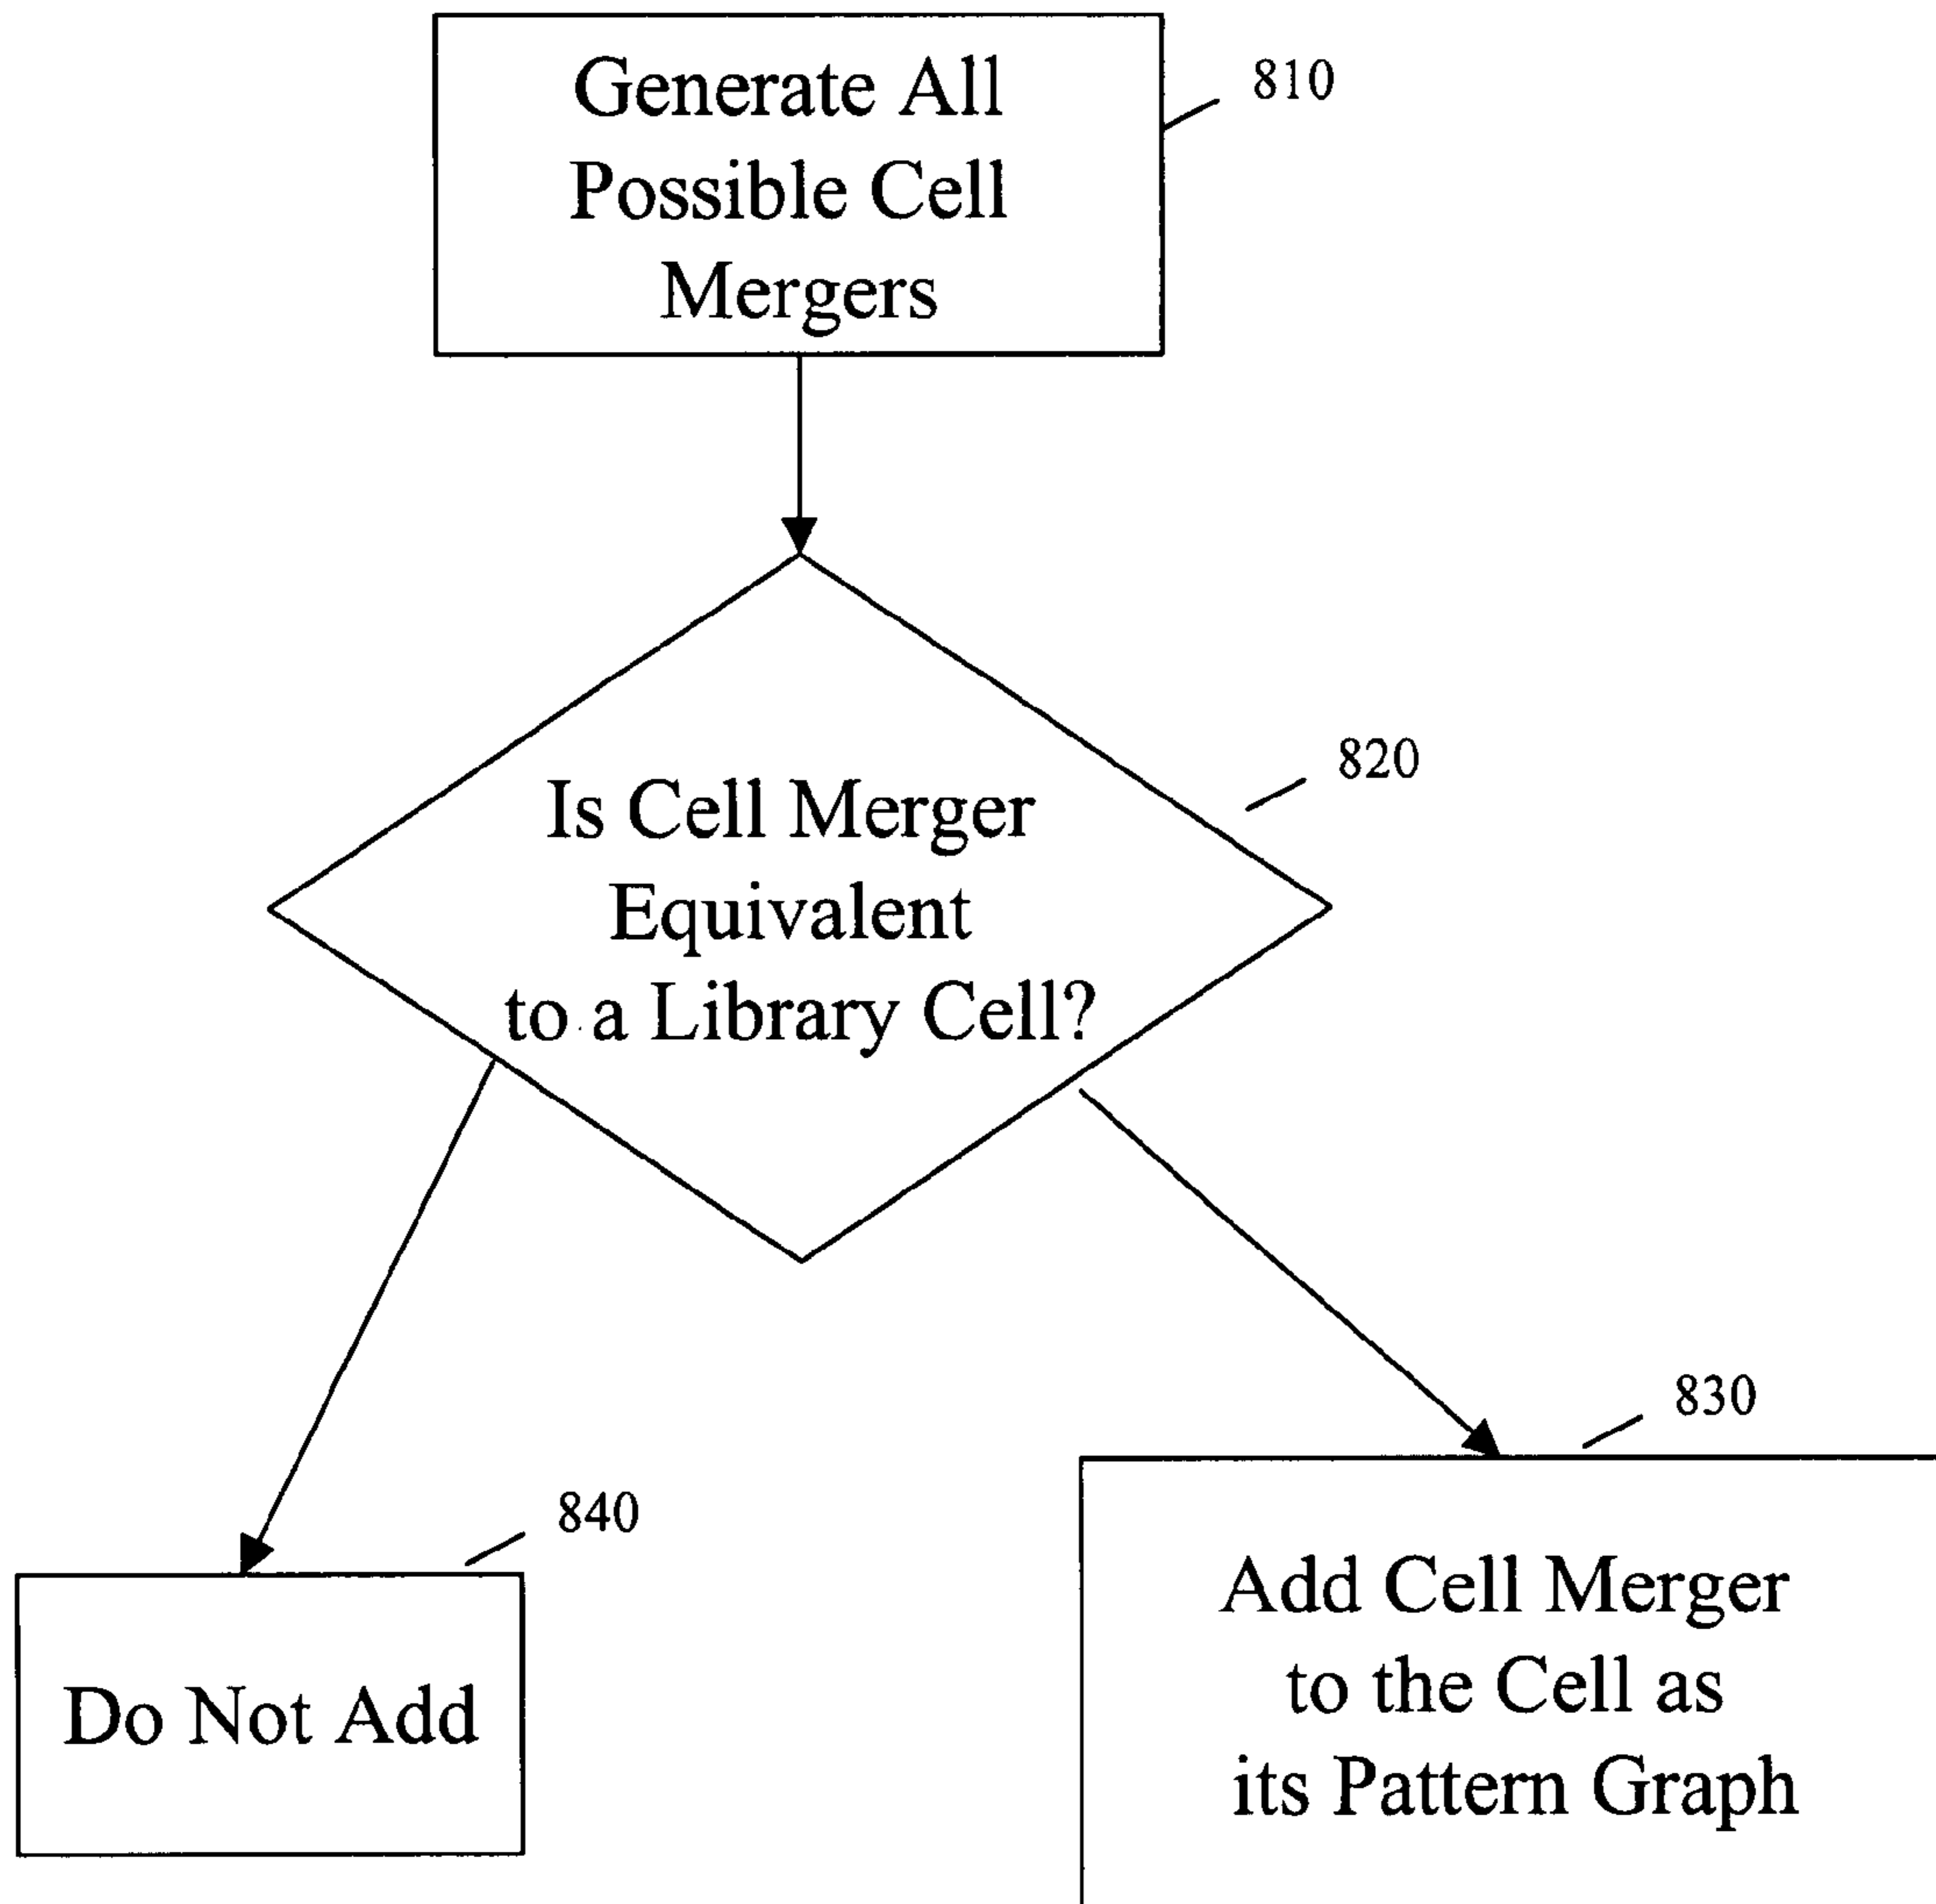 Generate All
Possible Cell
Mergers
810
Is Cell Merger
Equivalent
to a Library Cell?
820
830
Add Cell Merger
to the Cell as
its Pattern Graph
840
Do Not Add